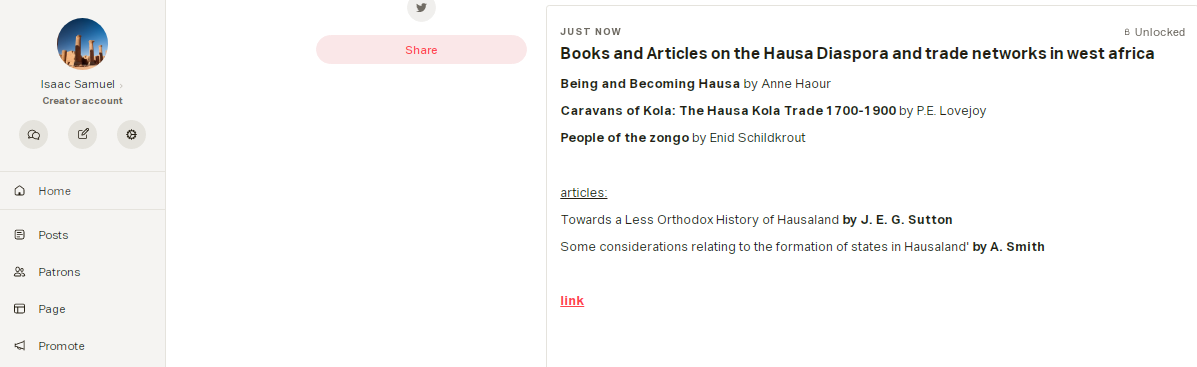 Isaac Samuel
Creator account
Home
Posts
Patrons
Page
Promote
Share
JUST NOW
Unlocked
Books and Articles on the Hausa Diaspora and trade networks in west africa
Being and Becoming Hausa by Anne Haour
Caravans of Kola: The Hausa Kola Trade 1700-1900 by P.E. Lovejoy
People of the zongo by Enid Schildkrout
articles:
Towards a Less Orthodox History of Hausaland by J. E. G. Sutton
Some considerations relating to the formation of states in Hausaland' by A. Smith
link